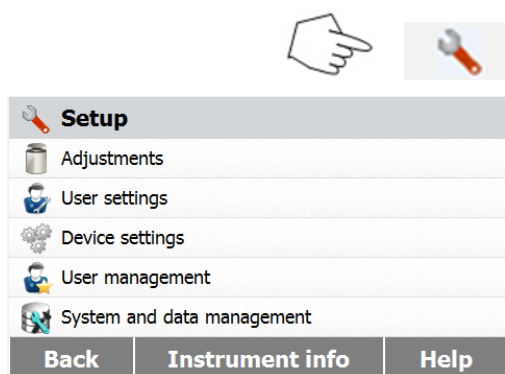 Setup
Adjustments
User settings
Device settings
User management
System and data management
Back Instrument info Help